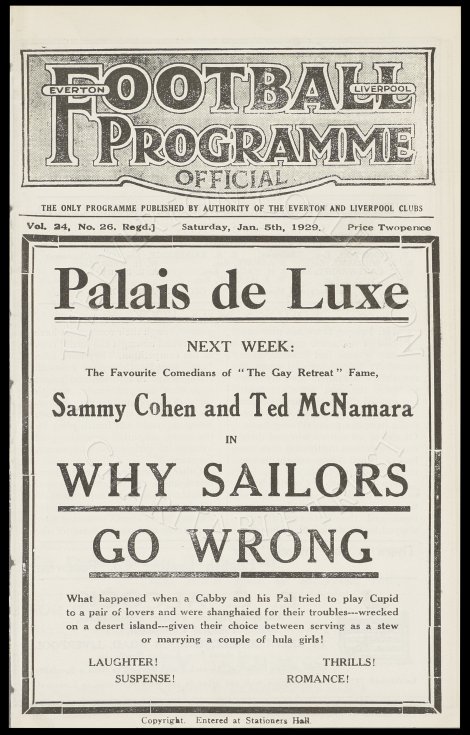 FOOTBALL
EVERTON LIVERPOOL
PROGRAMME
OFFICIAL
THE ONLY PROGRAMME PUBLISHED BY AUTHORITY OF THE EVERTON AND LIVERPOOL CLUBS
Vol. 24, No. 26. Regd.] Saturday, Jan. 5th, 1929. Price Twopence
Palais de Luxe
NEXT WEEK:
The Favourite Comedians of "The Gay Retreat" Fame,
Sammy Cohen and Ted McNamara
IN
WHY SAILORS
GO WRONG
What happened when a Cabby and his Pal tried to play Cupid
to a pair of lovers and were shanghaied for their troubles---wrecked
on a desert island---given their choice between serving as a stew
or marrying a couple of hula girls!
LAUGHTER! THRILLS!
SUSPENSE! ROMANCE!
Copyright. Entered at Stationers Hall.